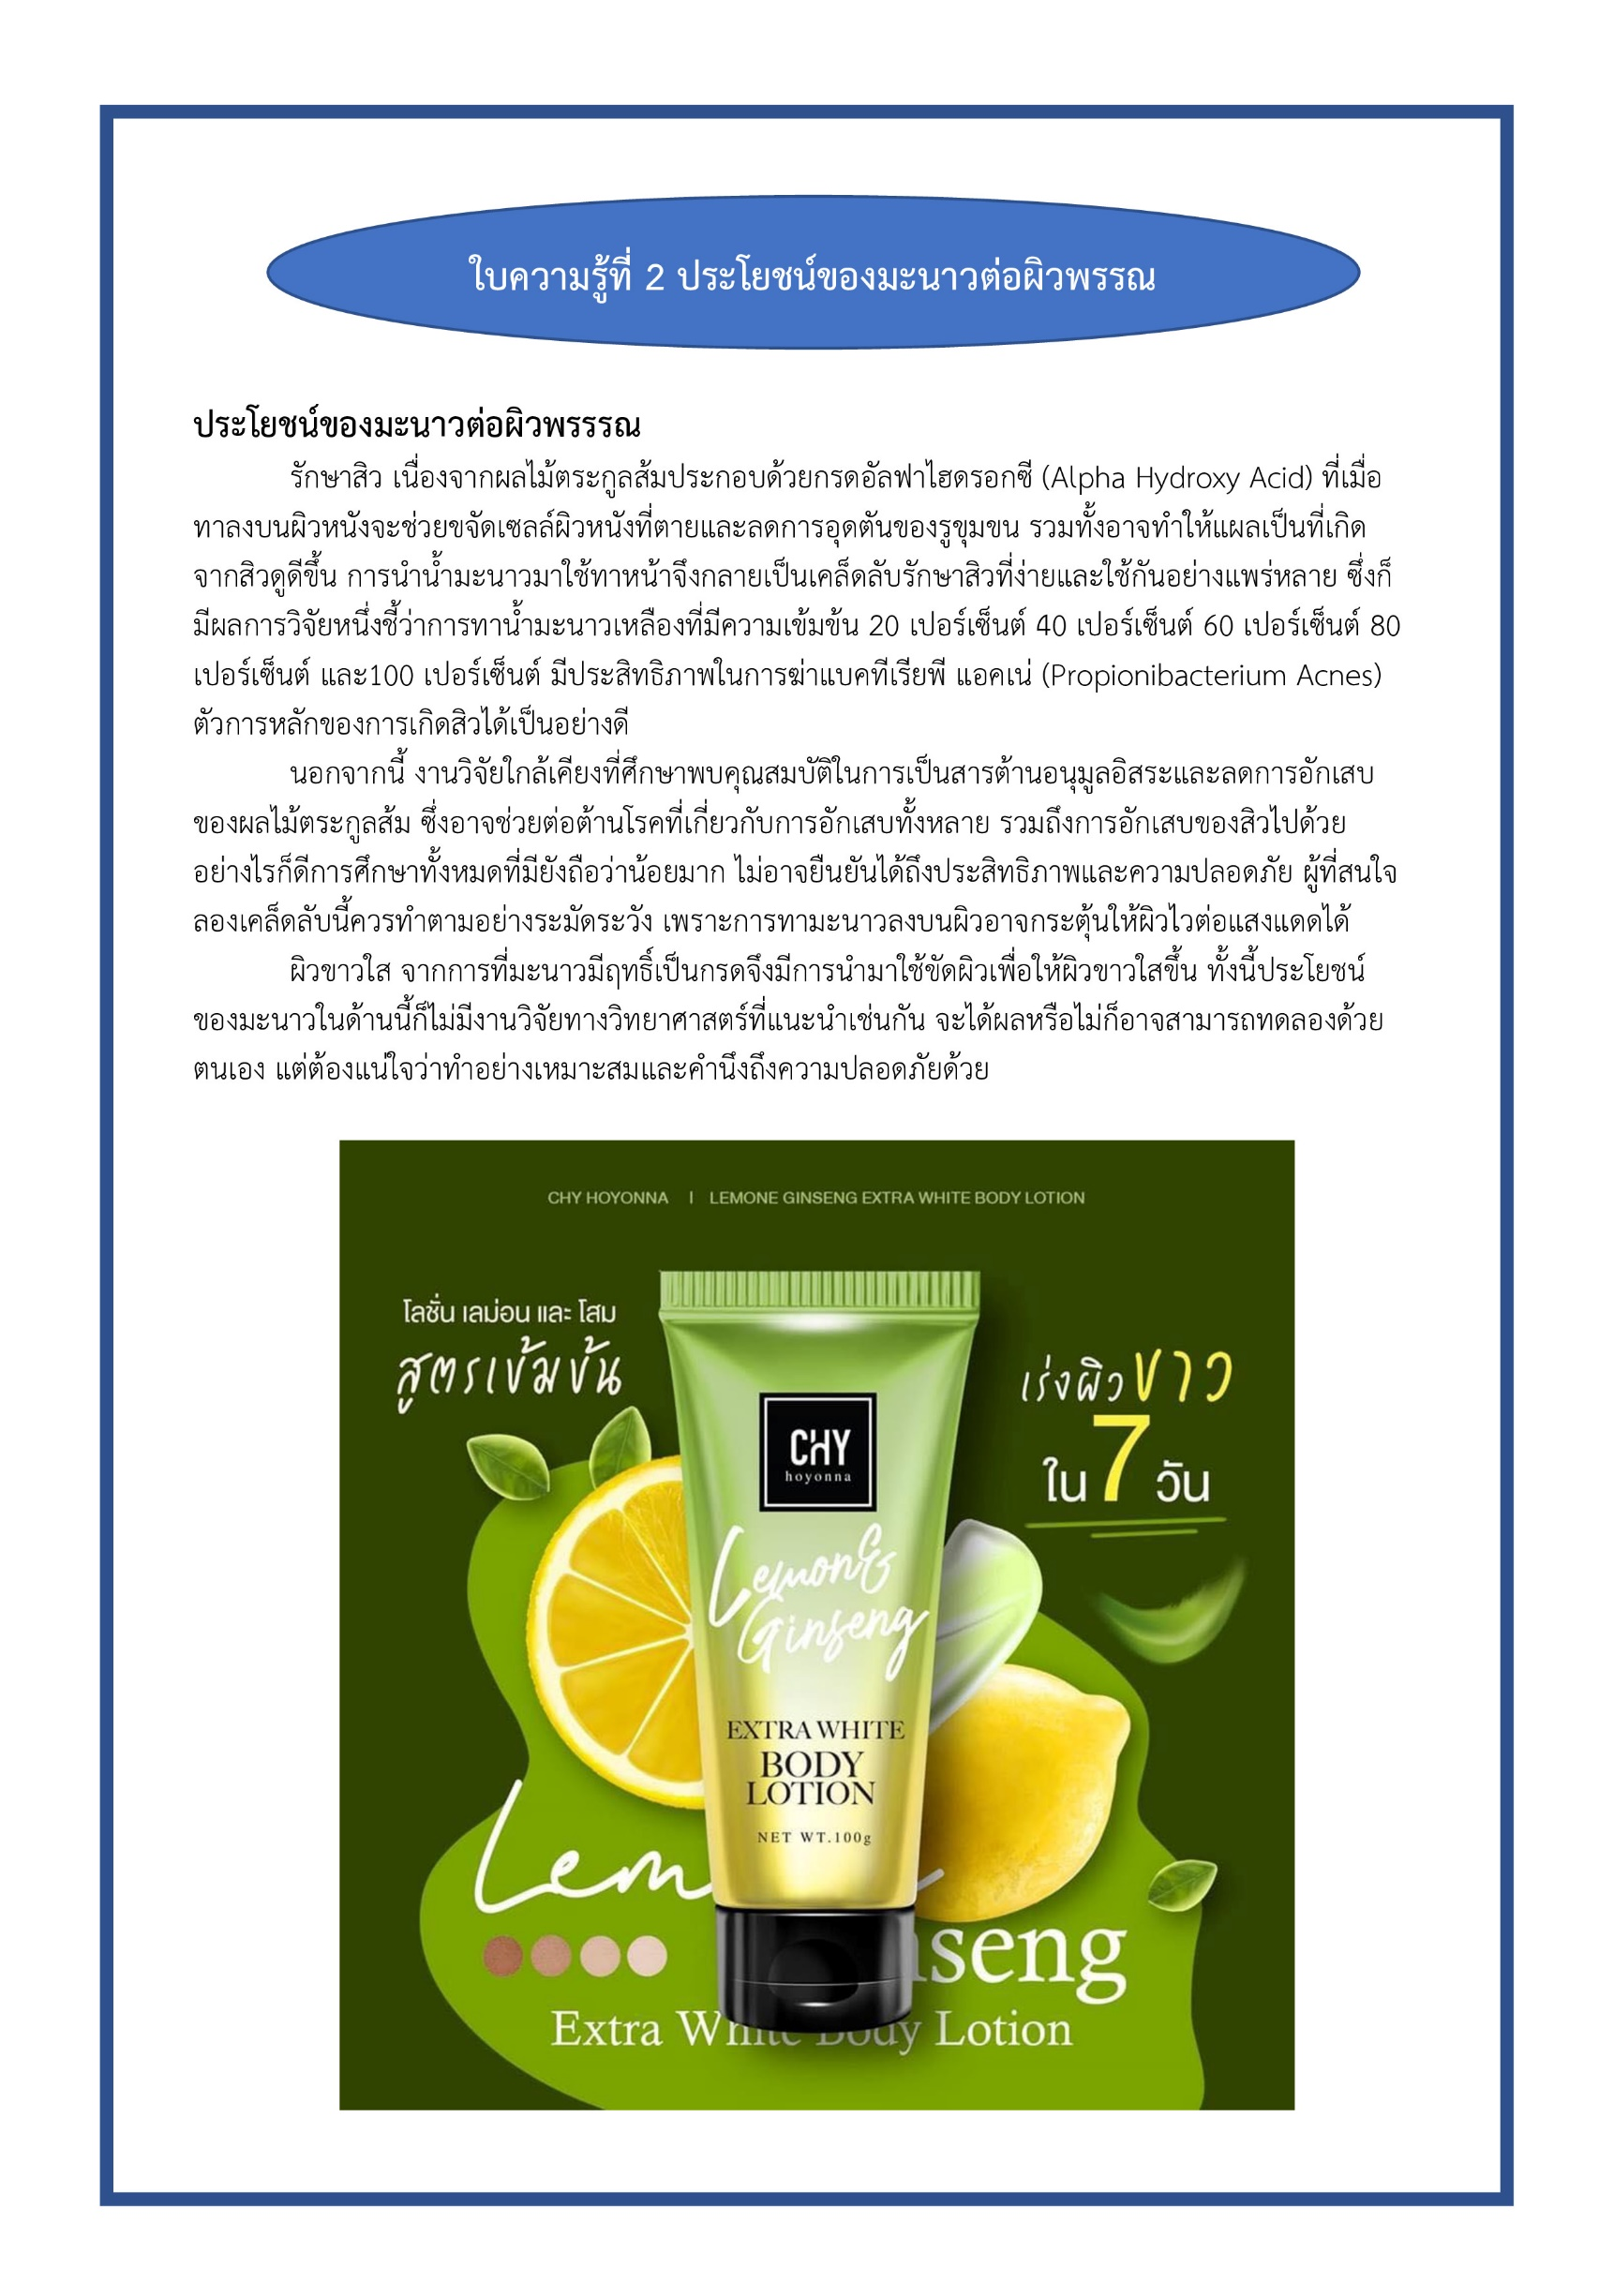 ใบความรู้ที่ 2 ประโยชน์ของมะนาวต่อผิวพรรณ
ประโยชน์ของมะนาวต่อผิวพรรรณ
รักษาสิว เนื่องจากผลไม้ตระกูลส้มประกอบด้วยกรดอัลฟาไฮดรอกซี (Alpha Hydroxy Acid) ที่เมื่อ
ทาลงบนผิวหนังจะช่วยขจัดเซลล์ผิวหนังที่ตายและลดการอุดตันของรูขุมขน รวมทั้งอาจทำให้แผลเป็นที่เกิด
จากสิวดูดีขึ้น การนำน้ำมะนาวมาใช้ทาหน้าจึงกลายเป็นเคล็ดลับรักษาสิวที่ง่ายและใช้กันอย่างแพร่หลาย ซึ่งก็
มีผลการวิจัยหนึ่งชี้ว่าการทาน้ำมะนาวเหลืองที่มีความเข้มข้น 20 เปอร์เซ็นต์ 40 เปอร์เซ็นต์ 60 เปอร์เซ็นต์ 80
เปอร์เซ็นต์ และ100 เปอร์เซ็นต์ มีประสิทธิภาพในการฆ่าแบคทีเรียพี แอคเน่ (Propionibacterium Acnes)
ตัวการหลักของการเกิดสิวได้เป็นอย่างดี
นอกจากนี้ งานวิจัยใกล้เคียงที่ศึกษาพบคุณสมบัติในการเป็นสารต้านอนุมูลอิสระและลดการอักเสบ
ของผลไม้ตระกูลส้ม ซึ่งอาจช่วยต่อต้านโรคที่เกี่ยวกับการอักเสบทั้งหลาย รวมถึงการอักเสบของสิวไปด้วย
อย่างไรก็ดีการศึกษาทั้งหมดที่มียังถือว่าน้อยมาก ไม่อาจยืนยันได้ถึงประสิทธิภาพและความปลอดภัย ผู้ที่สนใจ
ลองเคล็ดลับนี้ควรทำตามอย่างระมัดระวัง เพราะการทามะนาวลงบนผิวอาจกระตุ้นให้ผิวไวต่อแสงแดดได้
ผิวขาวใส จากการที่มะนาวมีฤทธิ์เป็นกรดจึงมีการนำมาใช้ขัดผิวเพื่อให้ผิวขาวใสขึ้น ทั้งนี้ประโยชน์
ของมะนาวในด้านนี้ก็ไม่มีงานวิจัยทางวิทยาศาสตร์ที่แนะนำเช่นกัน จะได้ผลหรือไม่ก็อาจสามารถทดลองด้วย
ตนเอง แต่ต้องแน่ใจว่าทำอย่างเหมาะสมและคำนึงถึงความปลอดภัยด้วย
CHY HOYONNA | LEMONE GINSENG EXTRA WHITE BODY LOTION
โลชั่น เลม่อน และ โสม
สูตรเข้มข้น
เร่งผิวขาว
ใน 7 วัน
CHY
hoyonna
Lemon&
Ginseng
EXTRA WHITE
BODY
LOTION
NET WT.100g
Lem
seng
Extra White Body Lotion